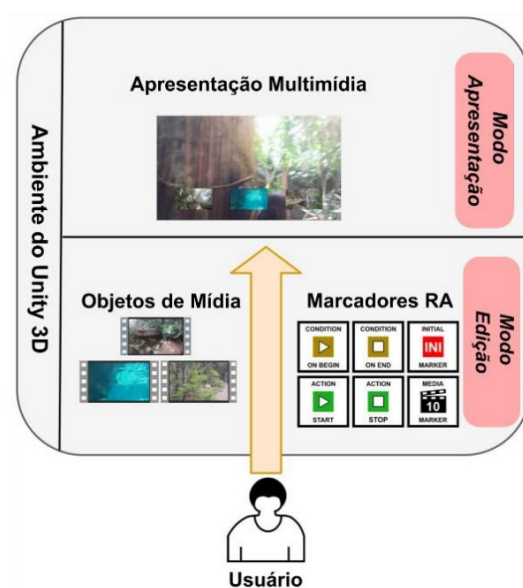 Ambiente do Unity 3D
Apresentação Multimídia
Modo
Apresentação
Objetos de Mídia
Marcadores RA
CONDITION
ON BEGIN
CONDITION
ON END
INITIAL
INI
MARKER
ACTION
START
ACTION
STOP
MEDIA
10
MARKER
Modo
Edição
Usuário